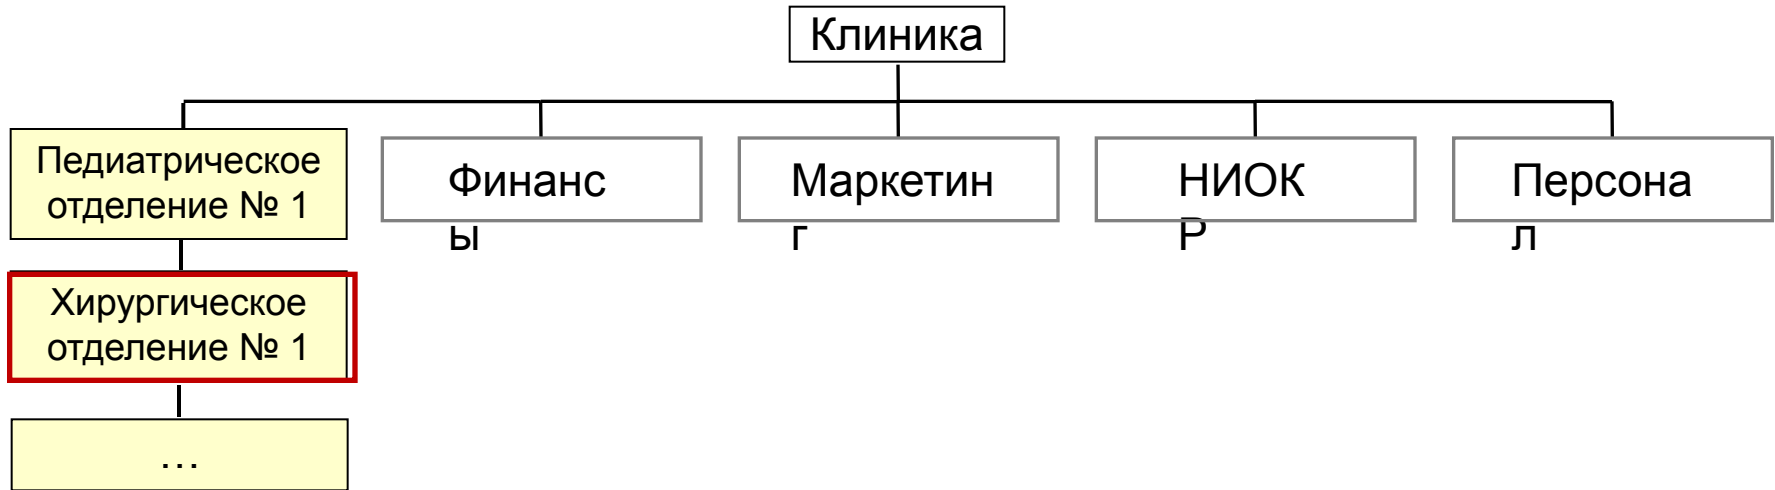 Клиника
Педиатрическое
отделение № 1
Финанс
ы
Маркетин
г
НИОК
Р
Персона
л
Хирургическое
отделение № 1
…